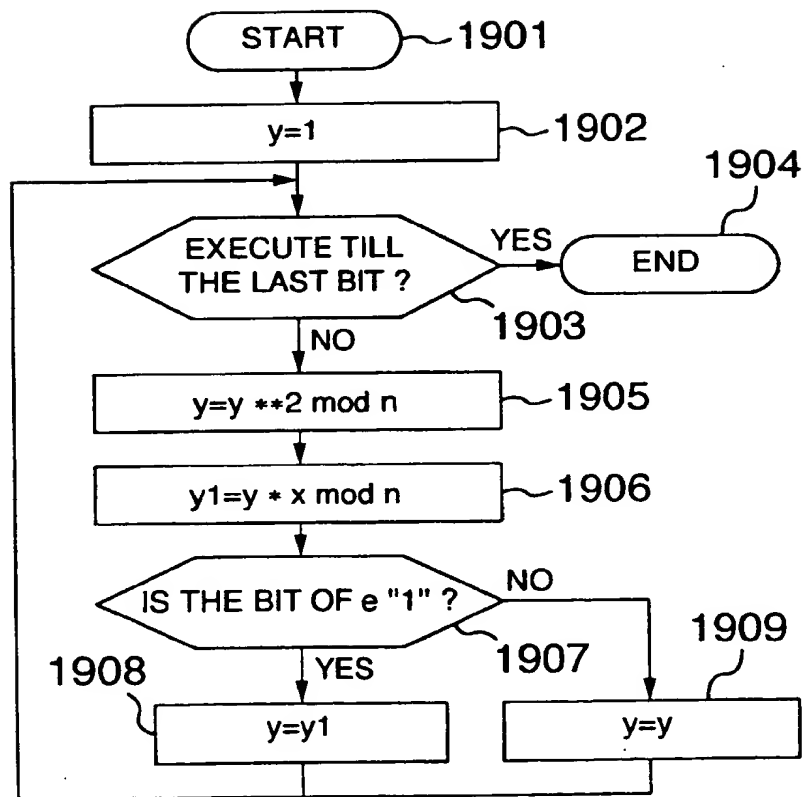 START
1901
y=1
1902
1904
EXECUTE TILL
THE LAST BIT ?
YES
END
1903
NO
y=y **2 mod n
1905
y1=y * x mod n
1906
IS THE BIT OF e "1" ?
NO
1907
1909
1908
YES
y=y1
y=y